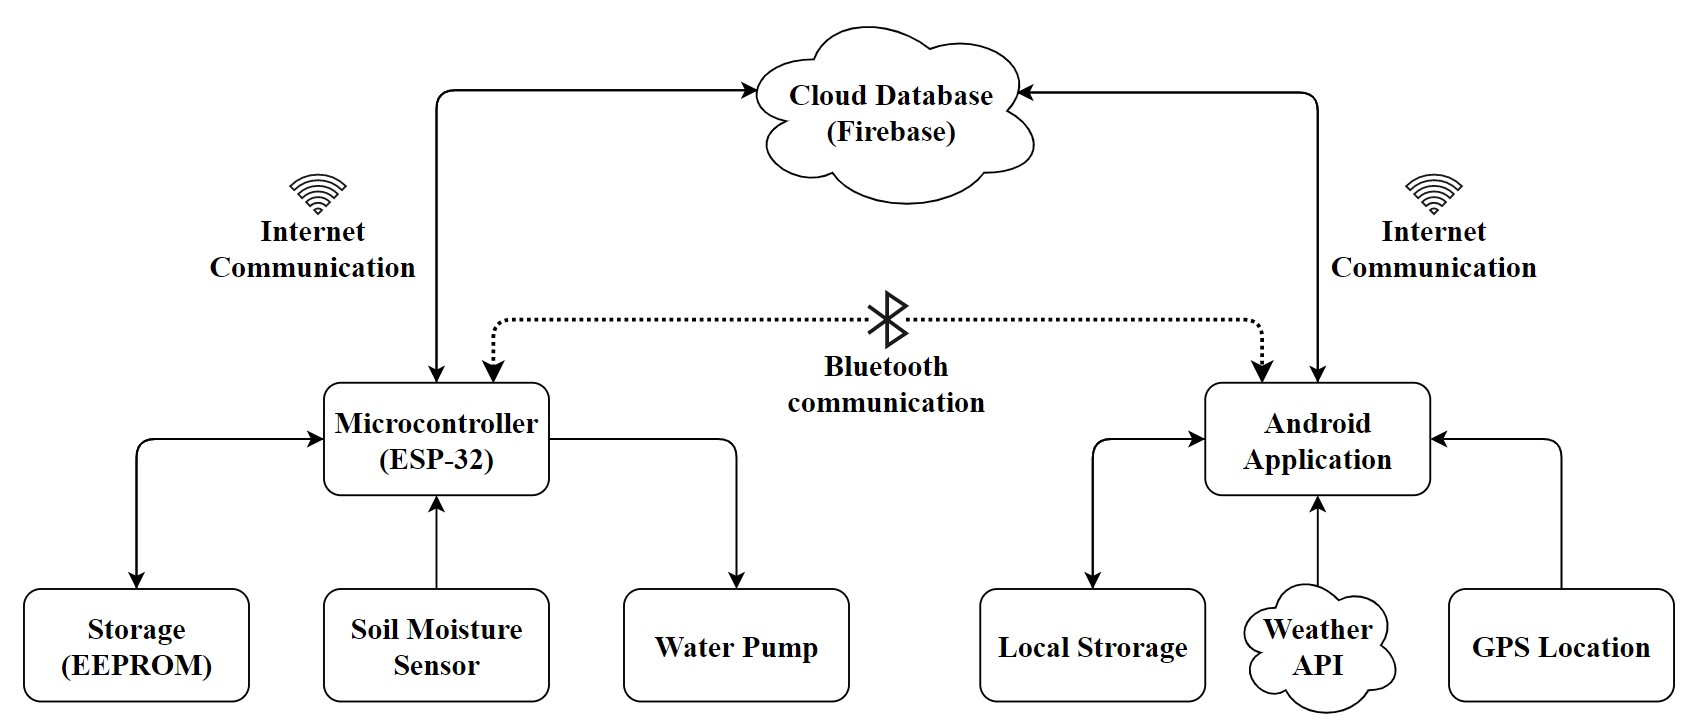 Cloud Database
(Firebase)
Internet
Communication
Internet
Communication
Bluetooth
communication
Microcontroller
(ESP-32)
Android
Application
Storage
(EEPROM)
Soil Moisture
Sensor
Water Pump
Local Strorage
Weather
API
GPS Location